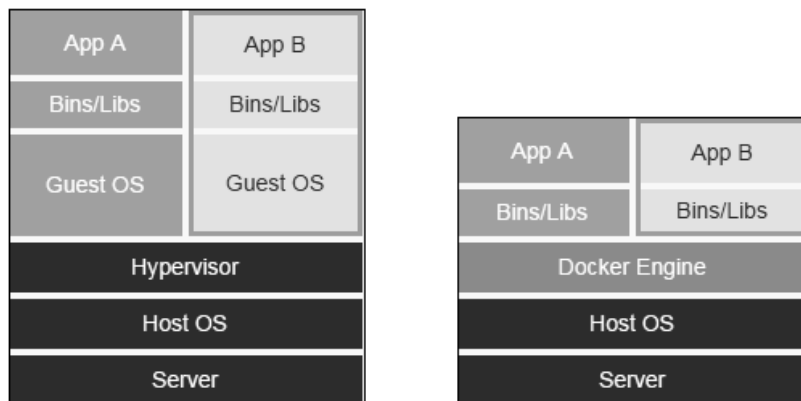 App A
App B
Bins/Libs
Bins/Libs
Guest OS
Guest OS
Hypervisor
Host OS
Server
App A
App B
Bins/Libs
Bins/Libs
Docker Engine
Host OS
Server